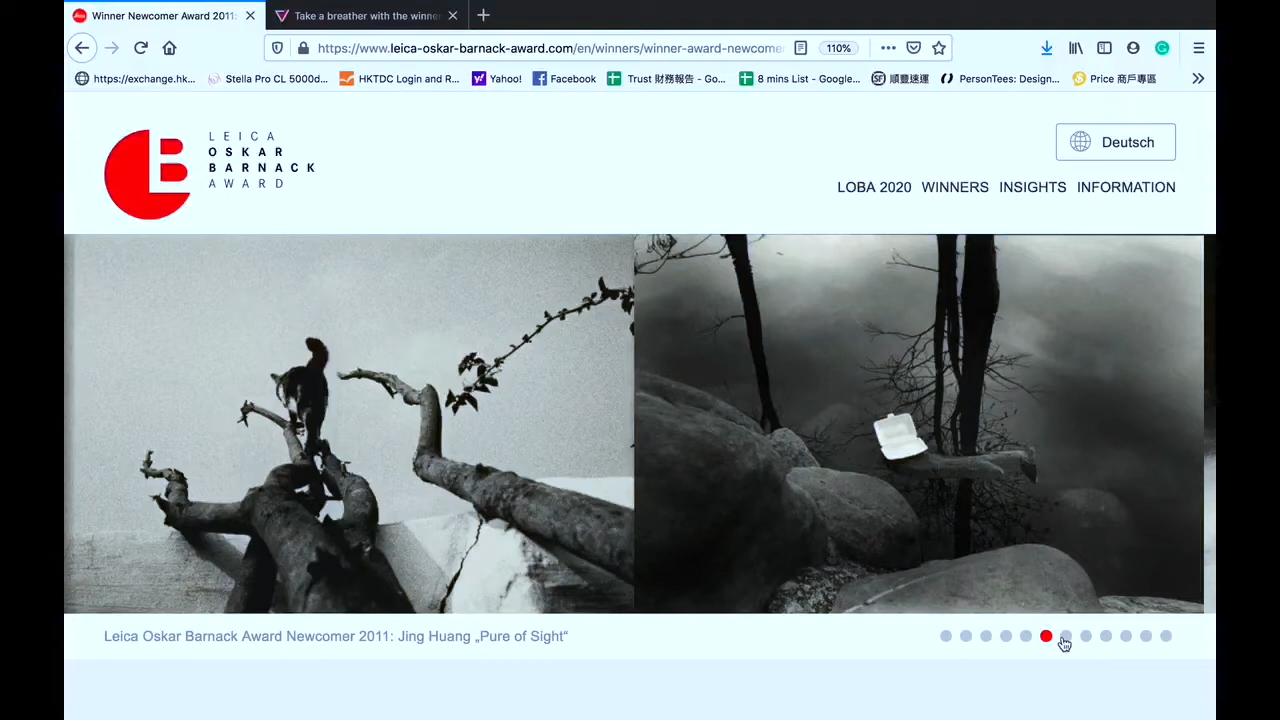 Winner Newcomer Award 2011:
Take a breather with the winne
https://www.leica-oskar-barnack-award.com/en/winners/winner-award-newcome
110%
https://exchange.hk...
Stella Pro CL 5000d...
HKTDC Login and R...
Yahoo!
Facebook
Trust 財務報告 - Go...
8 mins List - Google...
順豐速運
PersonTees: Design...
Price 商戶專區
LEICA
OSKAR
BARNACK
AWARD
Deutsch
LOBA 2020 WINNERS INSIGHTS INFORMATION
Leica Oskar Barnack Award Newcomer 2011: Jing Huang „Pure of Sight“